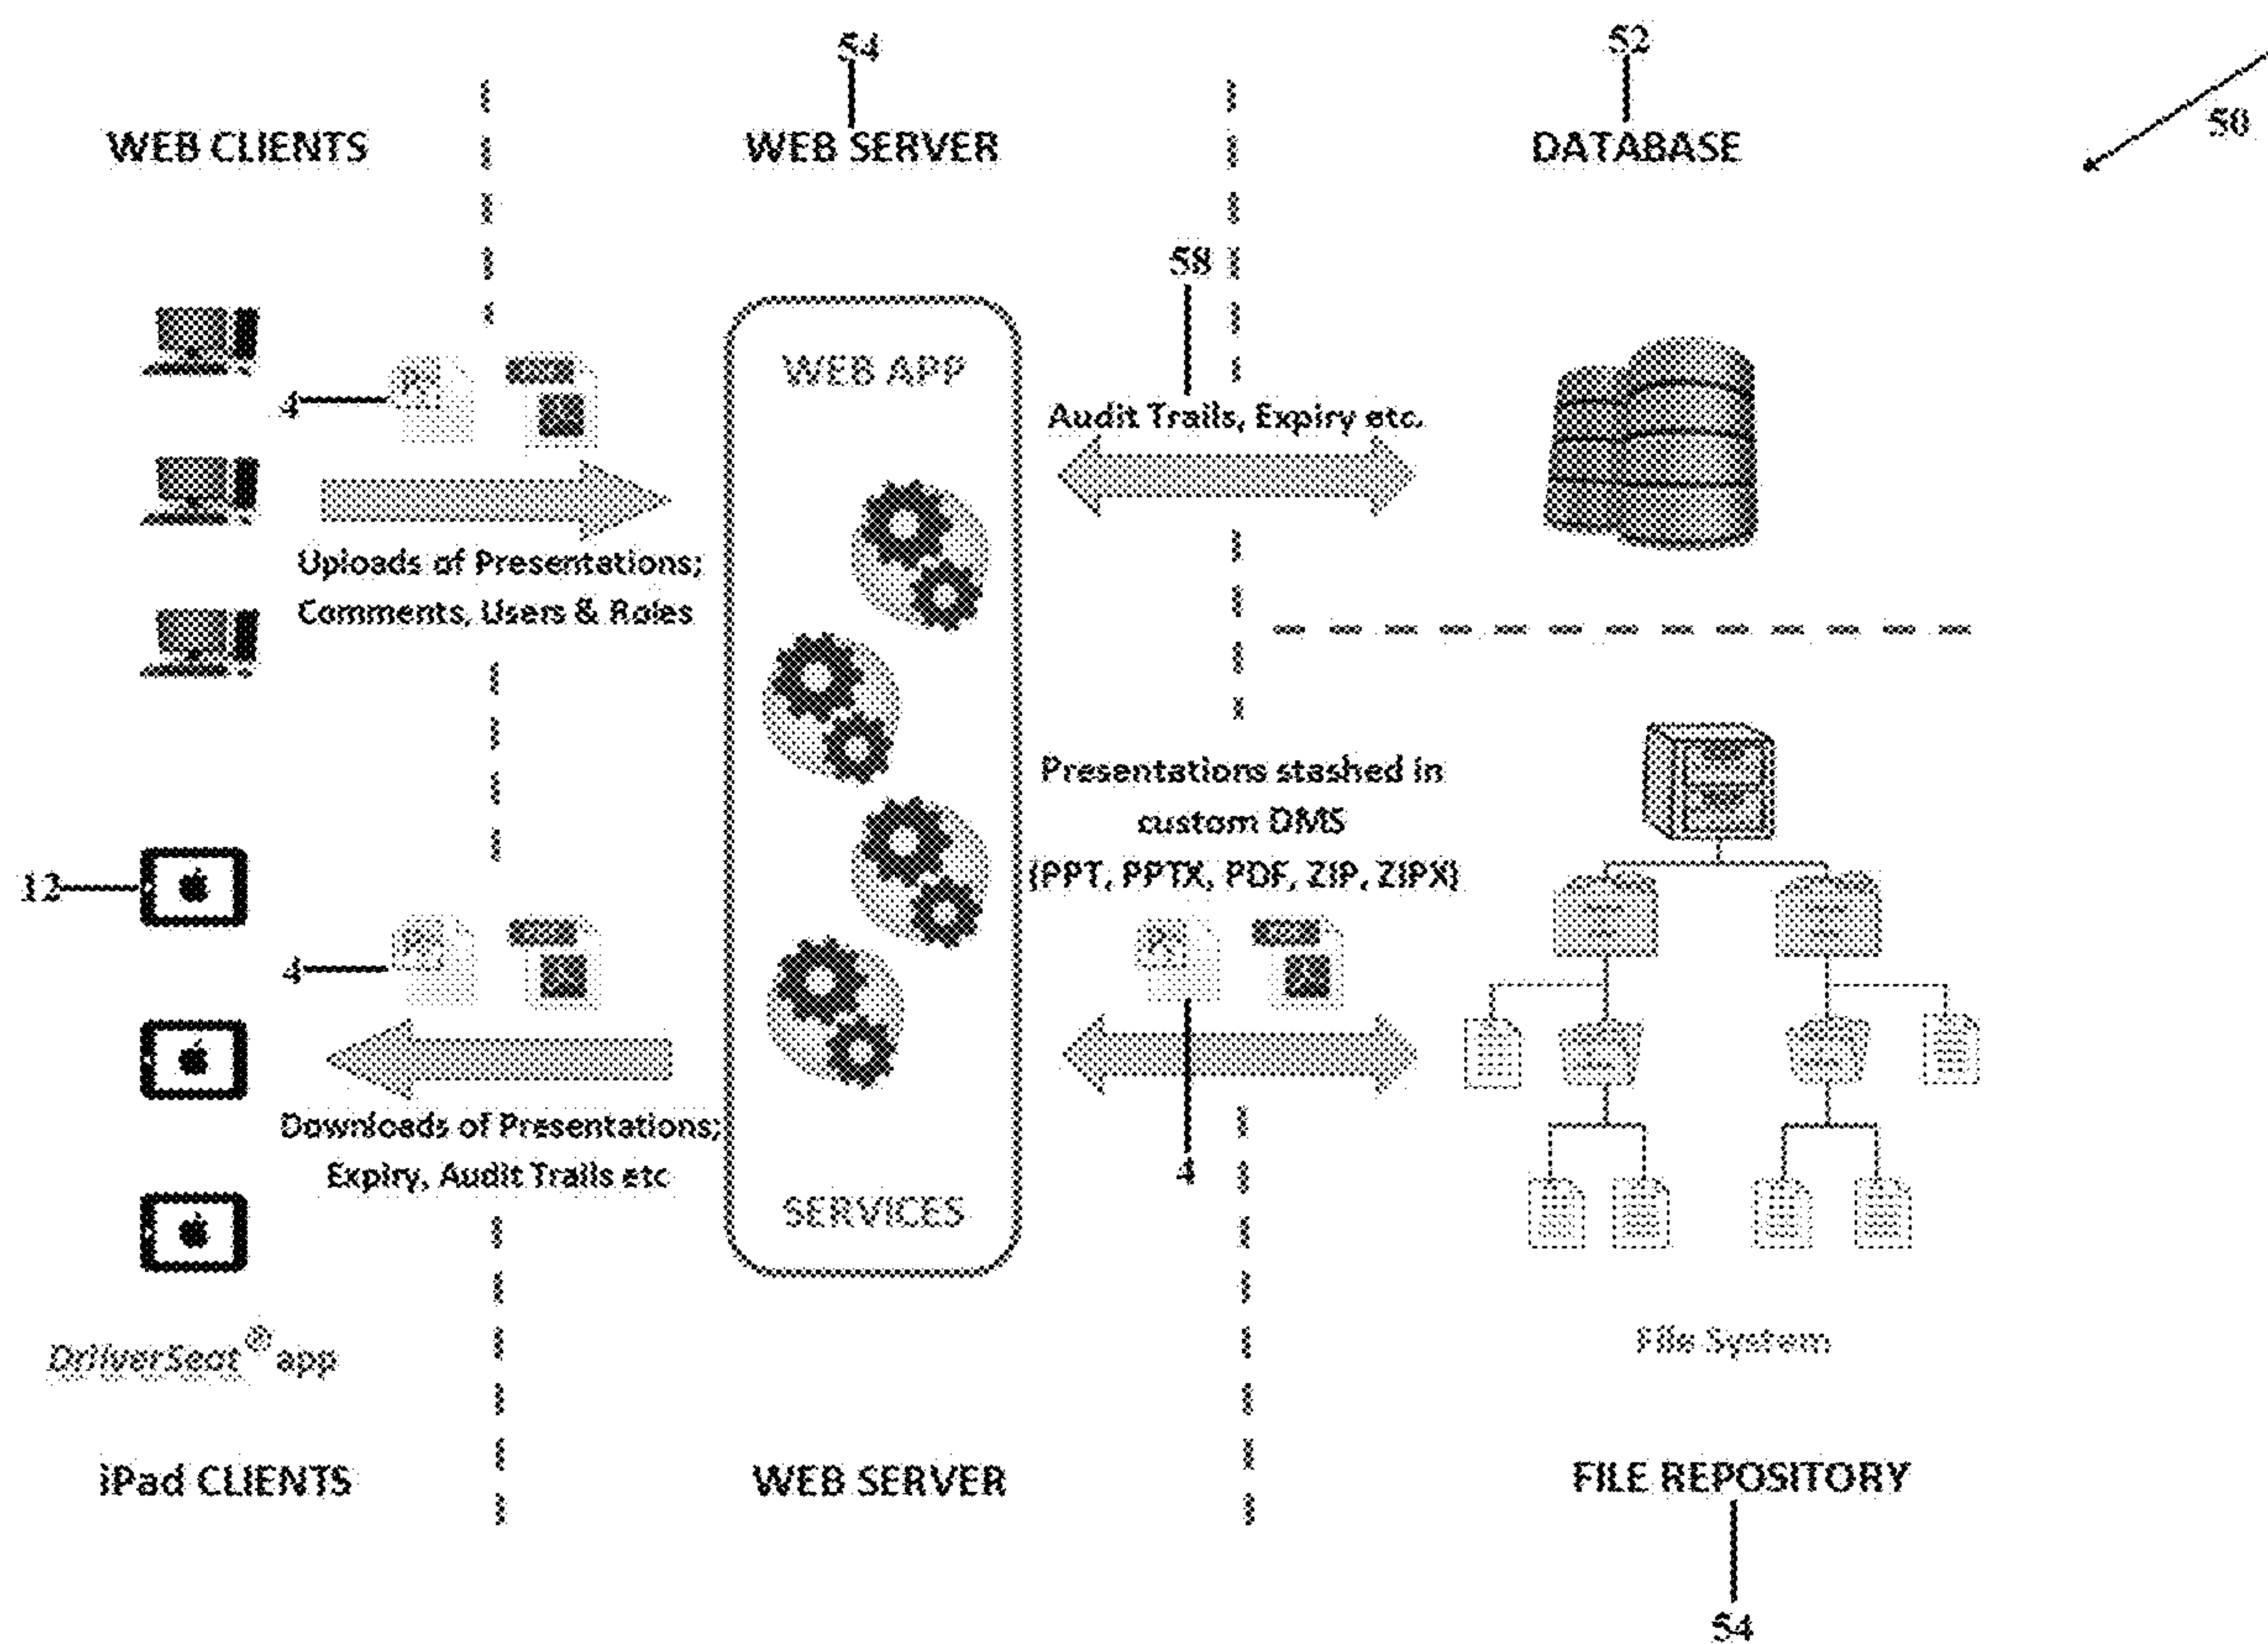 54
52
50
WEB CLIENTS
WEB SERVER
DATABASE
58
WEB APP
4
Audit Trails, Expiry etc.
Uploads of Presentations;
Comments, Users & Roles
Presentations stashed in
custom DMS
(PPT, PPTX, PDF, ZIP, ZIPX)
12
4
Downloads of Presentations;
Expiry, Audit Trails etc
4
SERVICES
File System
DriverSeat® app
iPad CLIENTS
WEB SERVER
FILE REPOSITORY
54